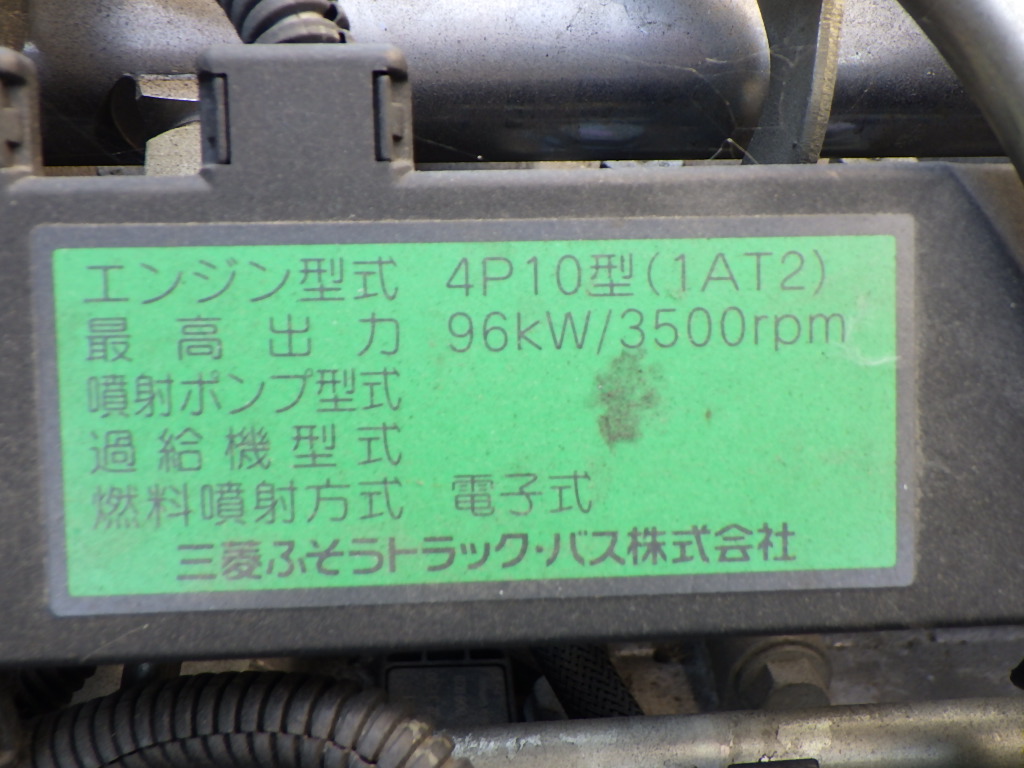 エンジン型式 4P10型(1AT2)
最高出力 96kW/3500rpm
噴射ポンプ型式
過給機型式
燃料噴射方式 電子式
三菱ふそうトラック・バス株式会社